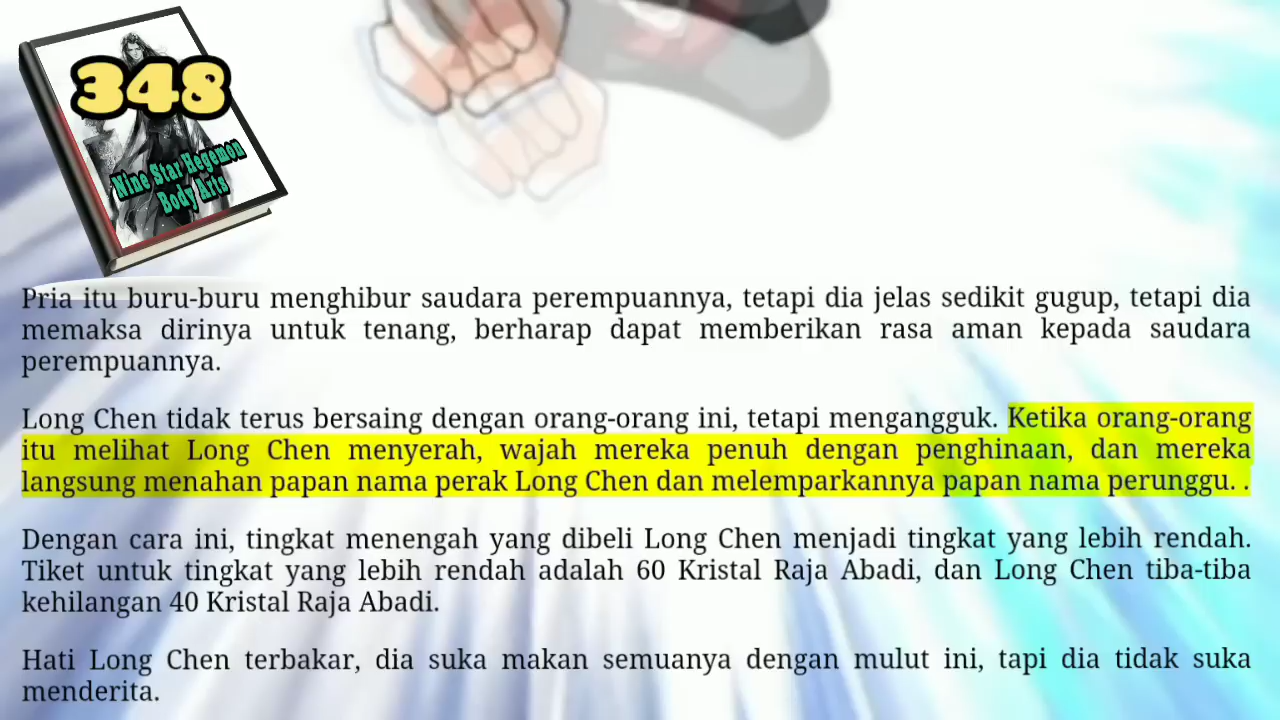 348
Nine Star Hegemon
Body Arts
Pria itu buru-buru menghibur saudara perempuannya, tetapi dia jelas sedikit gugup, tetapi dia
memaksa dirinya untuk tenang, berharap dapat memberikan rasa aman kepada saudara
perempuannya.
Long Chen tidak terus bersaing dengan orang-orang ini, tetapi mengangguk. Ketika orang-orang
itu melihat Long Chen menyerah, wajah mereka penuh dengan penghinaan, dan mereka
langsung menahan papan nama perak Long Chen dan melemparkannya papan nama perunggu. .
Dengan cara ini, tingkat menengah yang dibeli Long Chen menjadi tingkat yang lebih rendah.
Tiket untuk tingkat yang lebih rendah adalah 60 Kristal Raja Abadi, dan Long Chen tiba-tiba
kehilangan 40 Kristal Raja Abadi.
Hati Long Chen terbakar, dia suka makan semuanya dengan mulut ini, tapi dia tidak suka
menderita.